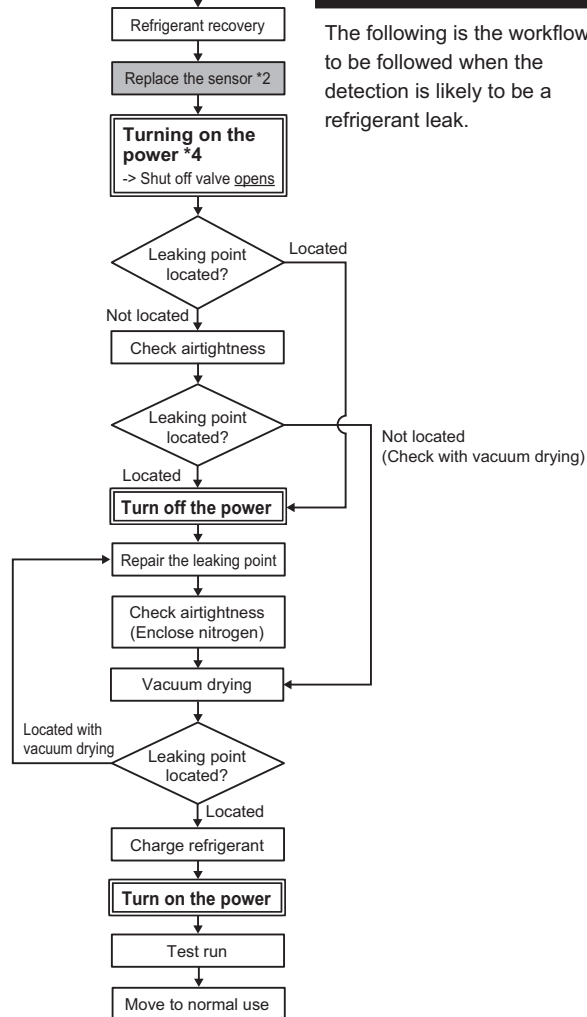 Refrigerant recovery
The following is the workflow
to be followed when the
detection is likely to be a
refrigerant leak.
Replace the sensor *2
Turning on the
power *4
-> Shut off valve opens
Leaking point
located?
Located
Not located
Check airtightness
Leaking point
located?
Not located
(Check with vacuum drying)
Located
Turn off the power
Repair the leaking point
Check airtightness
(Enclose nitrogen)
Vacuum drying
Located with
vacuum drying
Leaking point
located?
Located
Charge refrigerant
Turn on the power
Test run
Move to normal use